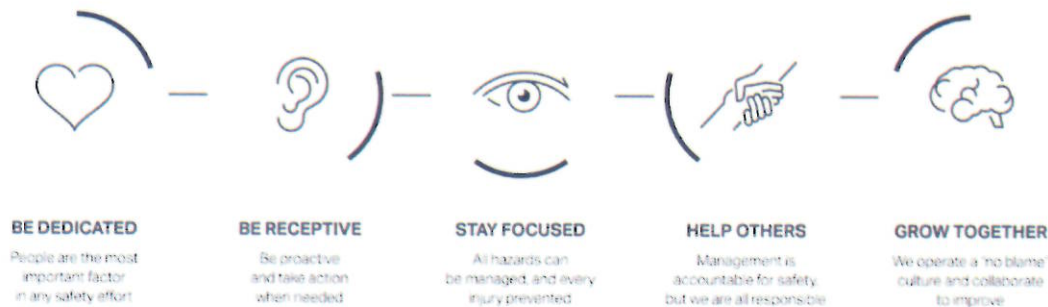 BE DEDICATED
People are the most
important factor
in any safety effort
BE RECEPTIVE
Be proactive
and take action
when needed
STAY FOCUSED
All hazards can
be managed, and every
injury prevented
HELP OTHERS
Management is
accountable for safety,
but we are all responsible
GROW TOGETHER
We operate a "no blame"
culture and collaborate
to improve